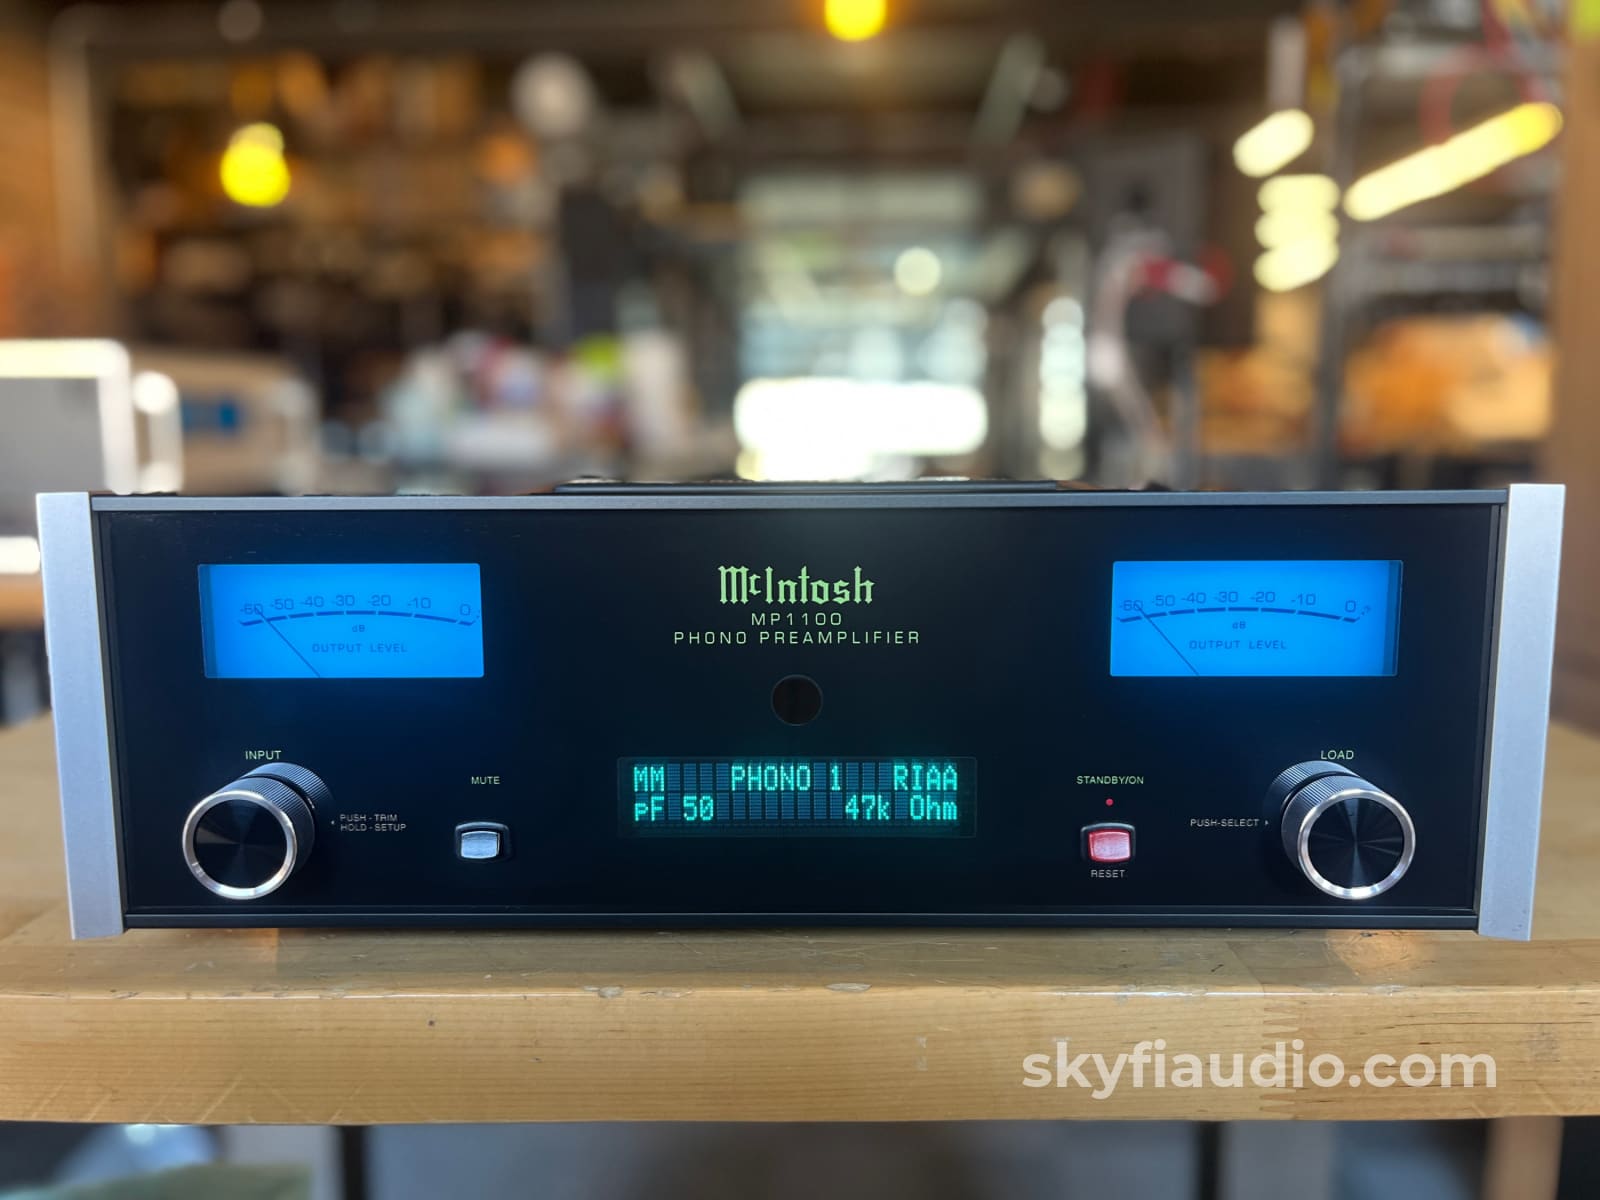 McIntosh
MP1100
PHONO PREAMPLIFIER
-60 -50 -40 -30 -20 -10 0
dB
OUTPUT LEVEL
-60 -50 -40 -30 -20 -10 0
dB
OUTPUT LEVEL
INPUT
PUSH - TRIM
HOLD - SETUP
MUTE
MM PHONO 1 RIAA
pF 50 47k Ohm
STANDBY/ON
RESET
LOAD
PUSH-SELECT
skyfiaudio.com